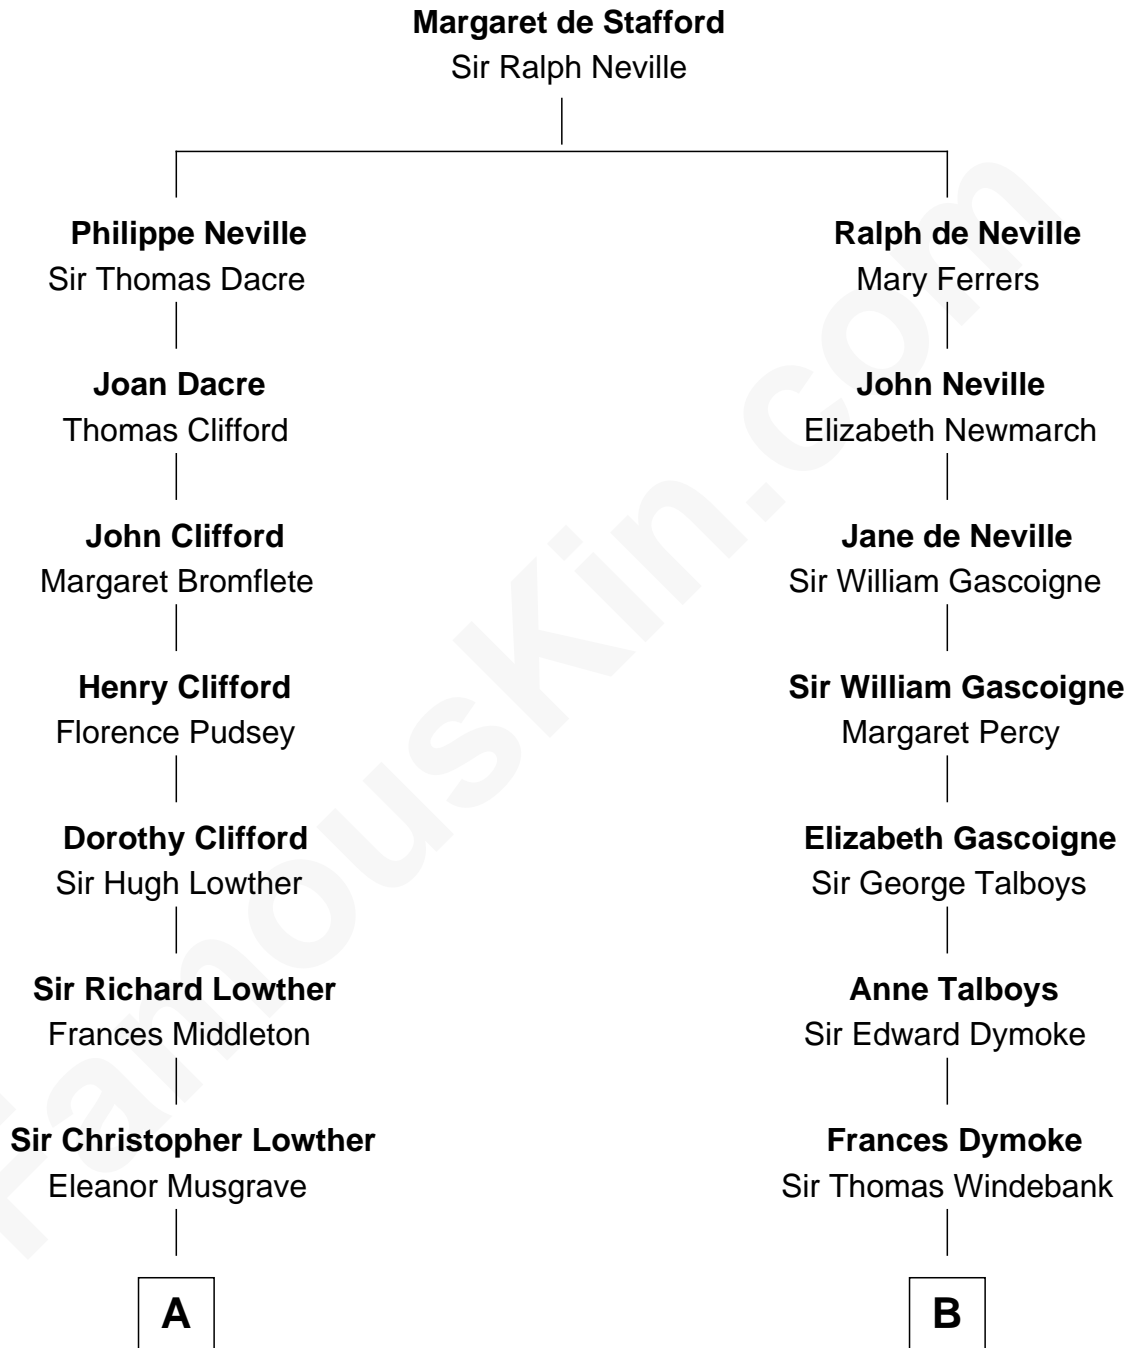 Margaret de Stafford
Sir Ralph Neville
Philippe Neville
Sir Thomas Dacre
Joan Dacre
Thomas Clifford
John Clifford
Margaret Bromflete
Henry Clifford
Florence Pudsey
Dorothy Clifford
Sir Hugh Lowther
Sir Richard Lowther
Frances Middleton
Sir Christopher Lowther
Eleanor Musgrave
A
Ralph de Neville
Mary Ferrers
John Neville
Elizabeth Newmarch
Jane de Neville
Sir William Gascoigne
Sir William Gascoigne
Margaret Percy
Elizabeth Gascoigne
Sir George Talboys
Anne Talboys
Sir Edward Dymoke
Frances Dymoke
Sir Thomas Windebank
B
FamousKin.com